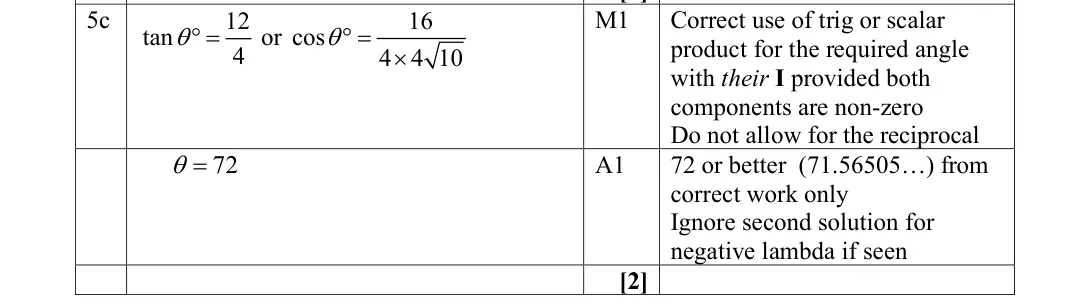 5c tan θ° = 12/4 or cos θ° = 16/(4×4√10) M1 Correct use of trig or scalar
product for the required angle
with their I provided both
components are non-zero
Do not allow for the reciprocal
θ = 72 A1 72 or better (71.56505…) from
correct work only
Ignore second solution for
negative lambda if seen
[2]